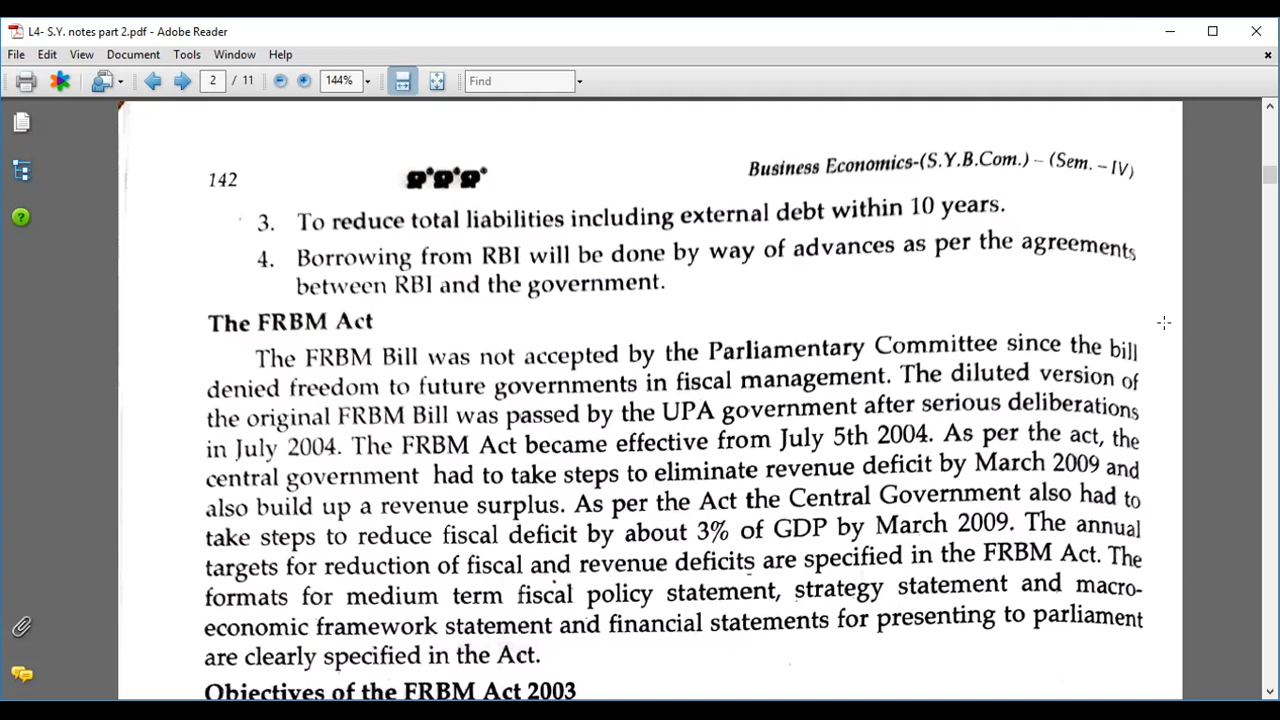 L4- S.Y. notes part 2.pdf - Adobe Reader
File Edit View Document Tools Window Help
2 / 11 144% Find
142 Business Economics-(S.Y.B.Com.) – (Sem. – IV)
3. To reduce total liabilities including external debt within 10 years.
4. Borrowing from RBI will be done by way of advances as per the agreements
between RBI and the government.
The FRBM Act
The FRBM Bill was not accepted by the Parliamentary Committee since the bill
denied freedom to future governments in fiscal management. The diluted version of
the original FRBM Bill was passed by the UPA government after serious deliberations
in July 2004. The FRBM Act became effective from July 5th 2004. As per the act, the
central government had to take steps to eliminate revenue deficit by March 2009 and
also build up a revenue surplus. As per the Act the Central Government also had to
take steps to reduce fiscal deficit by about 3% of GDP by March 2009. The annual
targets for reduction of fiscal and revenue deficits are specified in the FRBM Act. The
formats for medium term fiscal policy statement, strategy statement and macro-
economic framework statement and financial statements for presenting to parliament
are clearly specified in the Act.
Objectives of the FRBM Act 2003